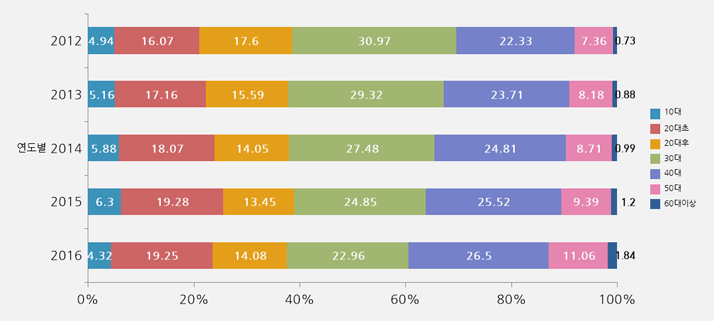 2012 4.94 16.07 17.6 30.97 22.33 7.36 0.73
2013 5.16 17.16 15.59 29.32 23.71 8.18 0.88
연도별 2014 5.88 18.07 14.05 27.48 24.81 8.71 0.99
2015 6.3 19.28 13.45 24.85 25.52 9.39 1.2
2016 4.32 19.25 14.08 22.96 26.5 11.06 1.84
0% 20% 40% 60% 80% 100%
10대
20대초
20대후
30대
40대
50대
60대이상